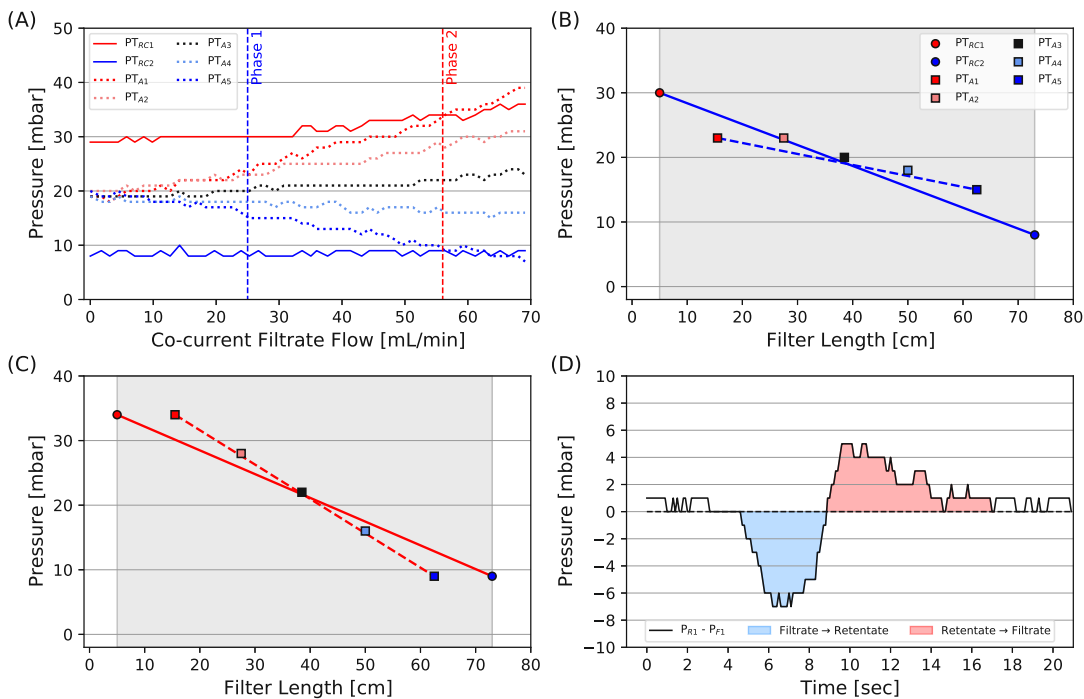 (A)
50
40
30
20
10
0
Pressure [mbar]
PT_RC1
PT_RC2
PT_A1
PT_A2
PT_A3
PT_A4
PT_A5
Phase 1
Phase 2
0 10 20 30 40 50 60 70
Co-current Filtrate Flow [mL/min]
(B)
40
30
20
10
0
Pressure [mbar]
PT_RC1
PT_RC2
PT_A1
PT_A2
PT_A3
PT_A4
PT_A5
0 10 20 30 40 50 60 70 80
Filter Length [cm]
(C)
40
30
20
10
0
Pressure [mbar]
0 10 20 30 40 50 60 70 80
Filter Length [cm]
(D)
10
8
6
4
2
0
−2
−4
−6
−8
−10
Pressure [mbar]
P_R1 - P_F1
Filtrate → Retentate
Retentate → Filtrate
0 2 4 6 8 10 12 14 16 18 20
Time [sec]